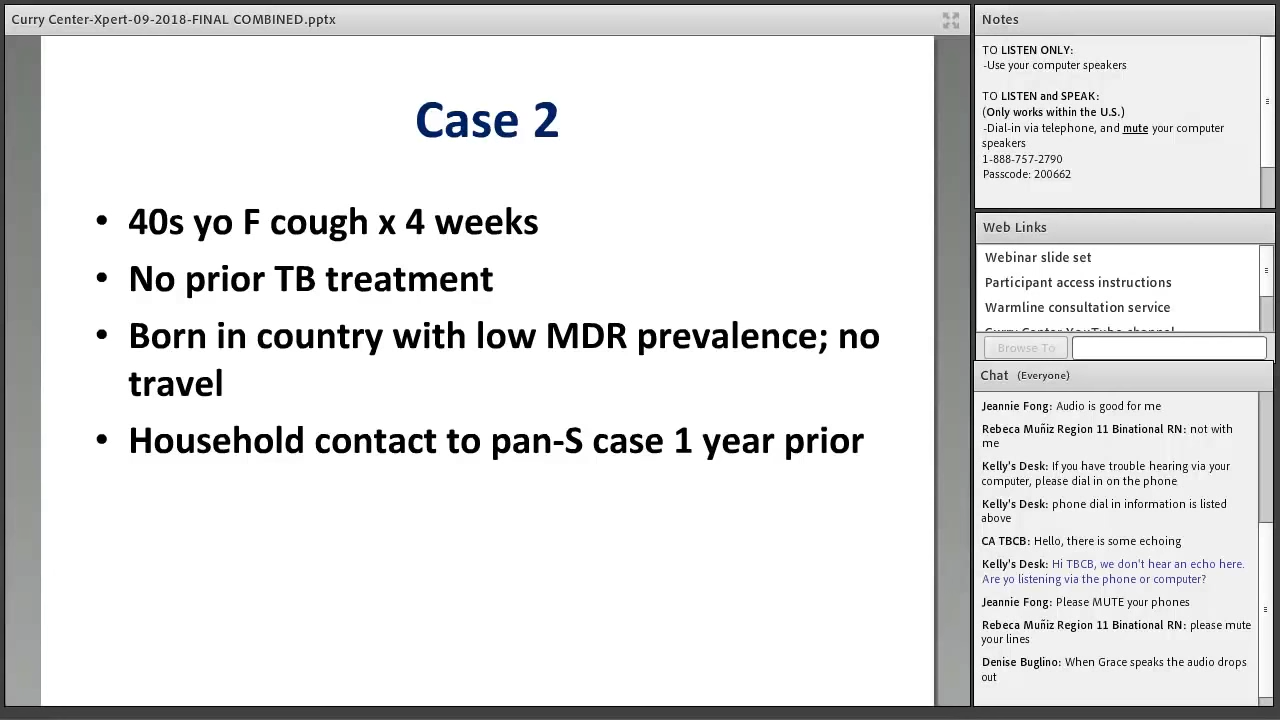 Curry Center-Xpert-09-2018-FINAL COMBINED.pptx
Case 2
• 40s yo F cough x 4 weeks
• No prior TB treatment
• Born in country with low MDR prevalence; no
travel
• Household contact to pan-S case 1 year prior
Notes
TO LISTEN ONLY:
-Use your computer speakers
TO LISTEN and SPEAK:
(Only works within the U.S.)
-Dial-in via telephone, and mute your computer
speakers
1-888-757-2790
Passcode: 200662
Web Links
Webinar slide set
Participant access instructions
Warmline consultation service
Curry Center YouTube channel
Browse To
Chat (Everyone)
Jeannie Fong: Audio is good for me
Rebeca Muñiz Region 11 Binational RN: not with
me
Kelly's Desk: If you have trouble hearing via your
computer, please dial in on the phone
Kelly's Desk: phone dial in information is listed
above
CA TBCB: Hello, there is some echoing
Kelly's Desk: Hi TBCB, we don't hear an echo here.
Are yo listening via the phone or computer?
Jeannie Fong: Please MUTE your phones
Rebeca Muñiz Region 11 Binational RN: please mute
your lines
Denise Buglino: When Grace speaks the audio drops
out